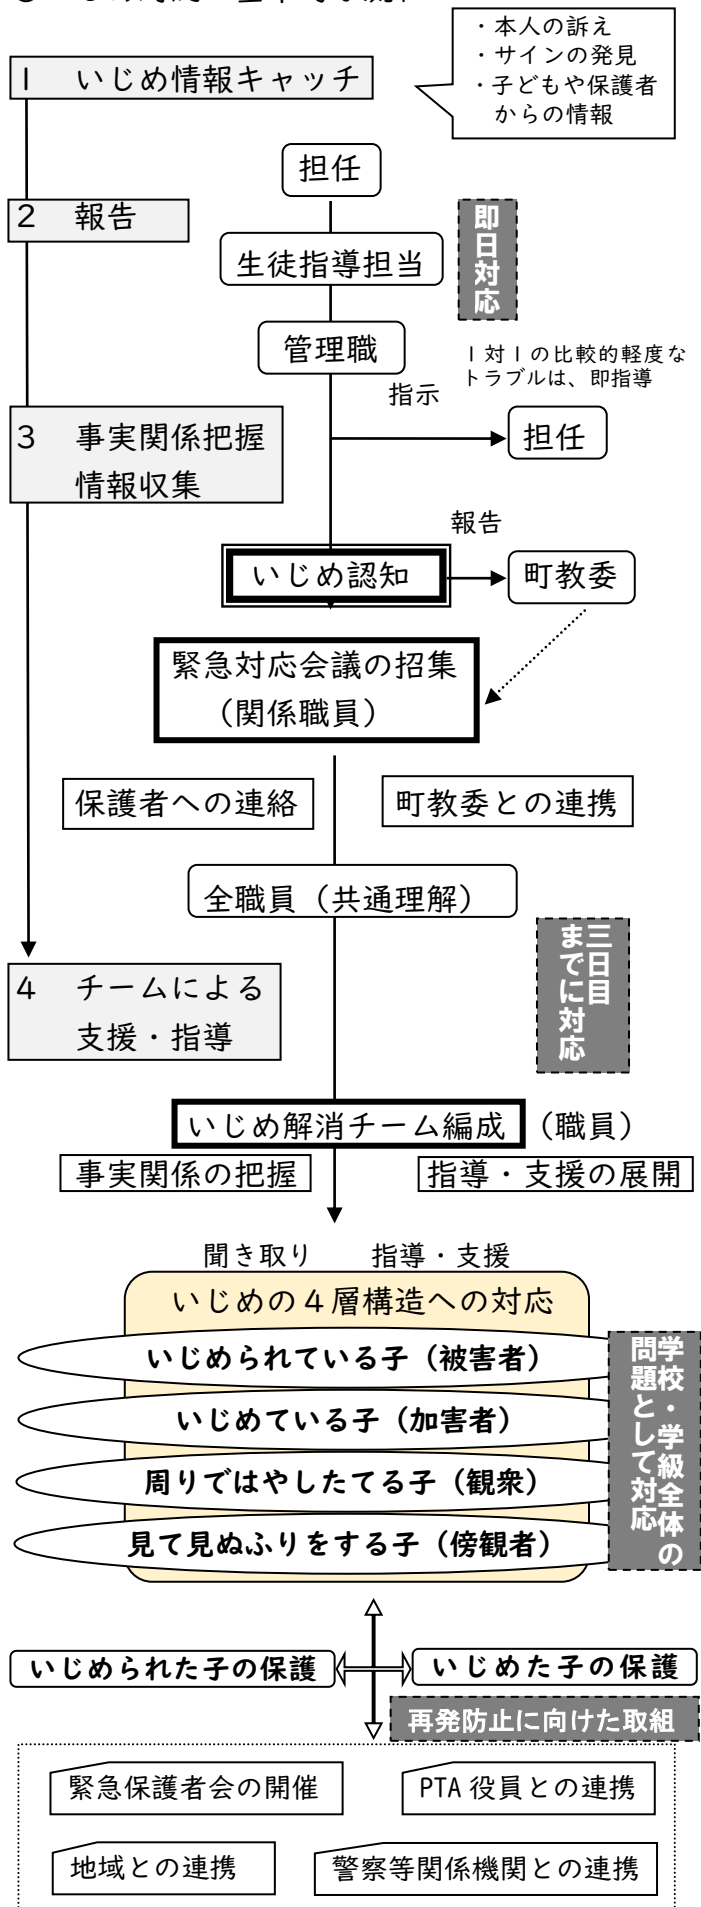 ・本人の訴え
・サインの発見
・子どもや保護者
からの情報
１　いじめ情報キャッチ
担任
２　報告
即日対応
生徒指導担当
管理職
１対１の比較的軽度な
トラブルは、即指導
指示
３　事実関係把握
情報収集
担任
報告
いじめ認知
町教委
緊急対応会議の招集
（関係職員）
保護者への連絡
町教委との連携
全職員（共通理解）
三日目
までに対応
４　チームによる
支援・指導
いじめ解消チーム編成
（職員）
事実関係の把握
指導・支援の展開
聞き取り　指導・支援
いじめの４層構造への対応
いじめられている子（被害者）
いじめている子（加害者）
周りではやしたてる子（観衆）
見て見ぬふりをする子（傍観者）
学校・学級全体の
問題として対応
いじめられた子の保護
いじめた子の保護
再発防止に向けた取組
緊急保護者会の開催
PTA 役員との連携
地域との連携
警察等関係機関との連携